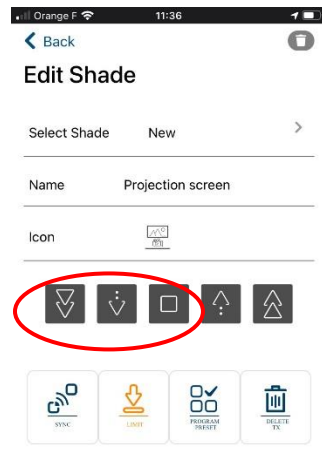 Orange F 11:36
Back
Edit Shade
Select Shade New
Name Projection screen
Icon
SYNC LIMIT PROGRAM PRESET DELETE TX